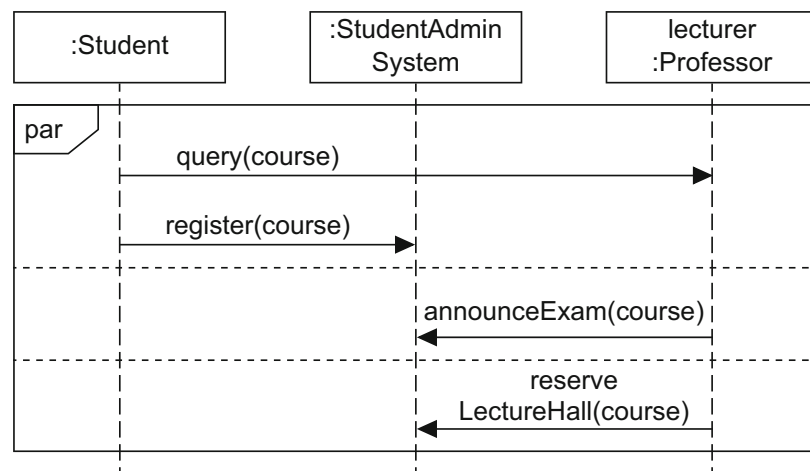 :Student
:StudentAdmin
System
lecturer
:Professor
par
query(course)
register(course)
announceExam(course)
reserve
LectureHall(course)